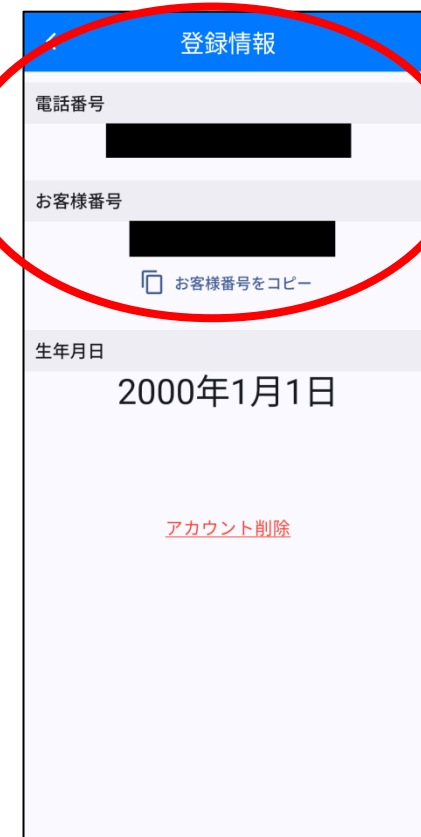 登録情報
電話番号
お客様番号
お客様番号をコピー
生年月日
2000年1月1日
アカウント削除